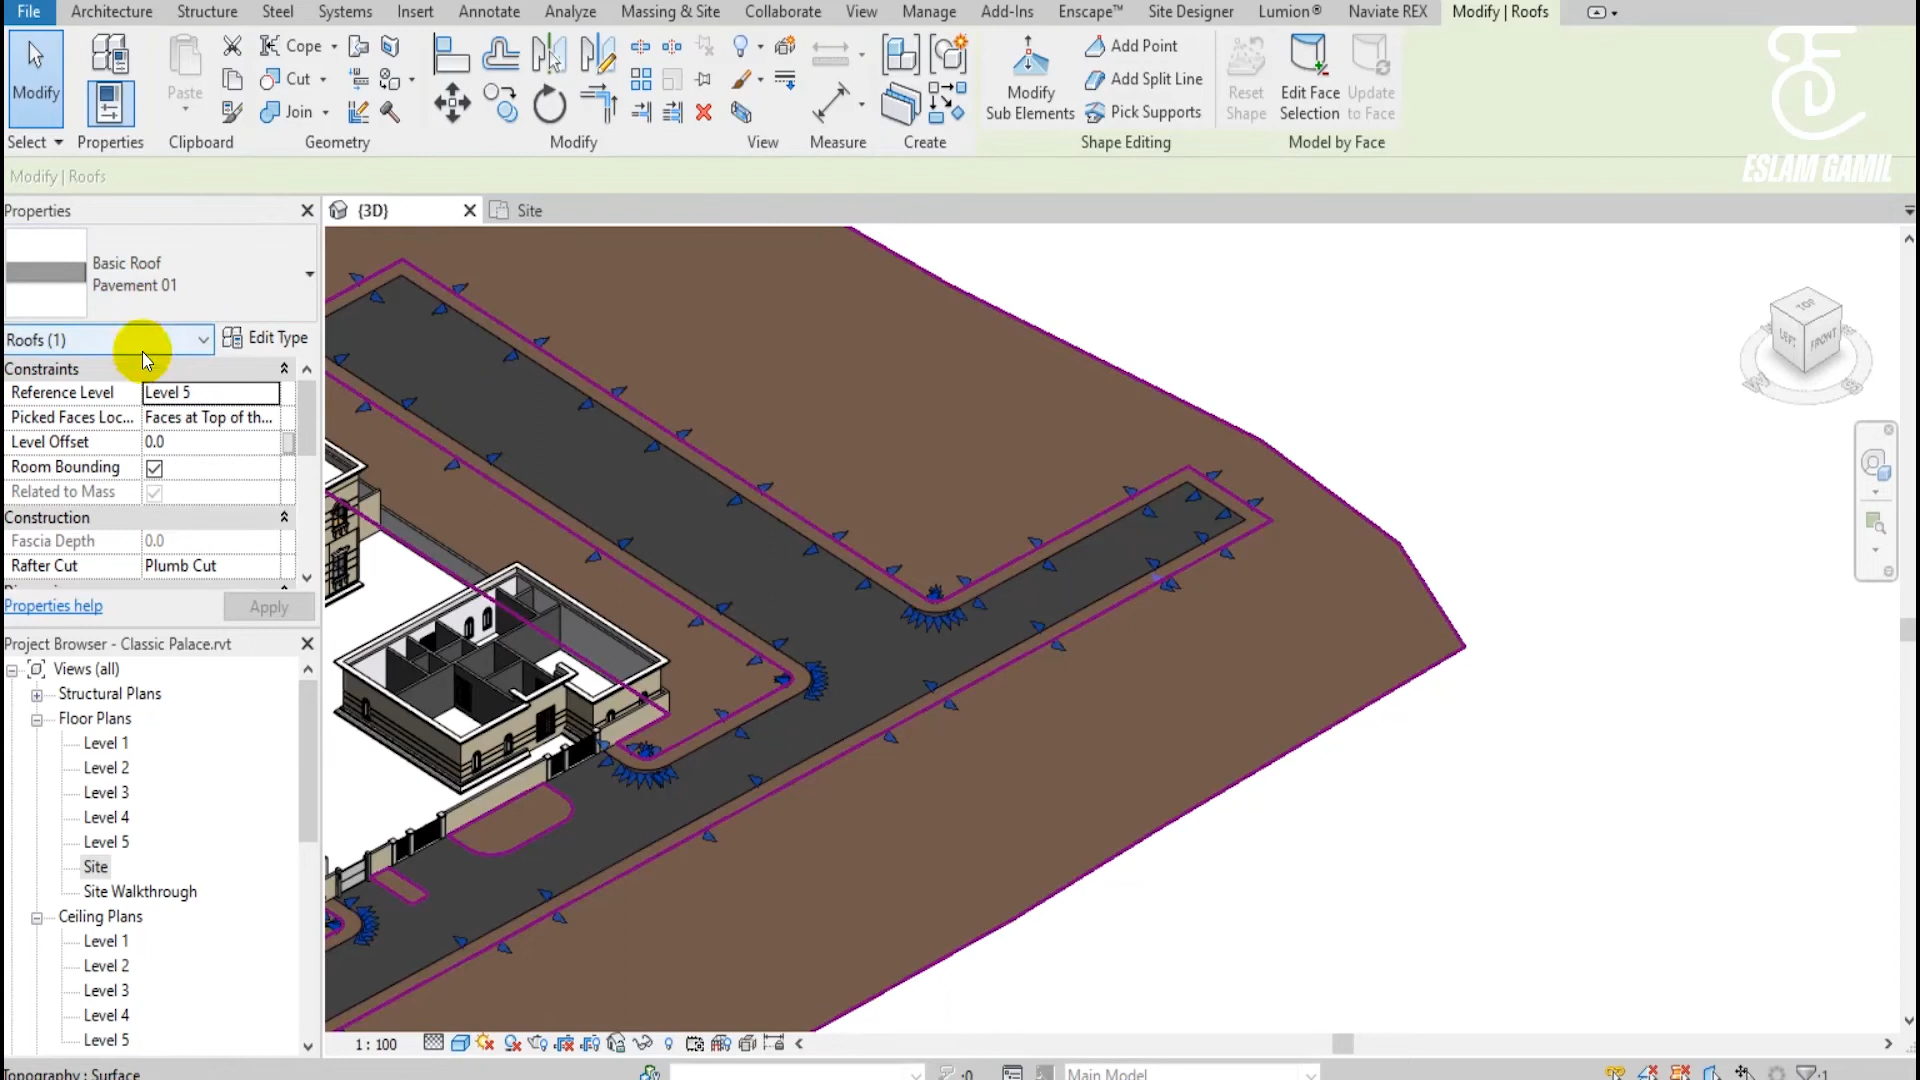 File Architecture Structure Steel Systems Insert Annotate Analyze Massing & Site Collaborate View Manage Add-Ins Enscape™ Site Designer Lumion® Naviate REX Modify | Roofs
Modify
Select
Properties
Paste
Clipboard
Cope
Cut
Join
Geometry
Modify
View
Measure
Create
Modify
Sub Elements
Add Point
Add Split Line
Pick Supports
Shape Editing
Reset
Shape
Edit Face
Selection
Update
to Face
Model by Face
ESLAM GAMIL
Modify | Roofs
Properties
{3D}
Site
Basic Roof
Pavement 01
Roofs (1)
Edit Type
Constraints
Reference Level Level 5
Picked Faces Loc... Faces at Top of th...
Level Offset 0.0
Room Bounding
Related to Mass
Construction
Fascia Depth 0.0
Rafter Cut Plumb Cut
Properties help
Apply
Project Browser - Classic Palace.rvt
Views (all)
Structural Plans
Floor Plans
Level 1
Level 2
Level 3
Level 4
Level 5
Site
Site Walkthrough
Ceiling Plans
Level 1
Level 2
Level 3
Level 4
Level 5
TOP
LEFT
FRONT
W
S
1 : 100
Topography : Surface
:0
Main Model
:1